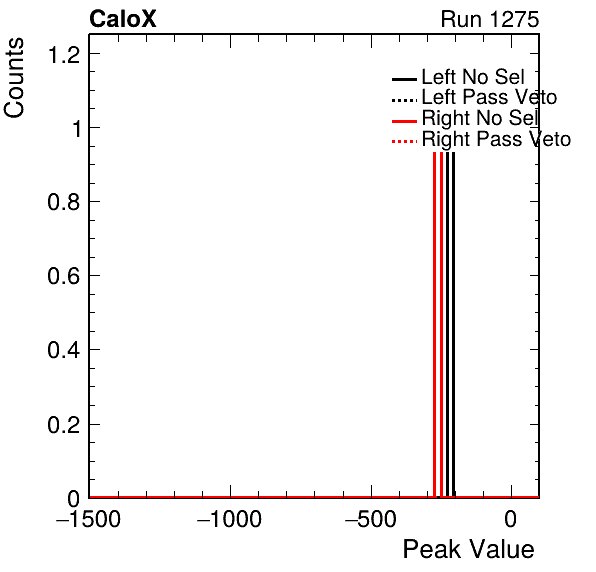 CaloX Run 1275
Counts
1.2
1
0.8
0.6
0.4
0.2
0
Left No Sel
Left Pass Veto
Right No Sel
Right Pass Veto
−1500 −1000 −500 0
Peak Value